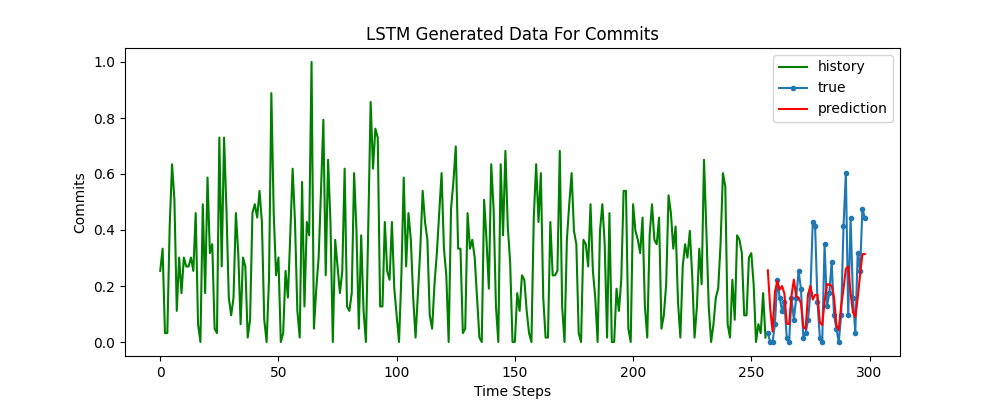 LSTM Generated Data For Commits
history
true
prediction
Commits
1.0
0.8
0.6
0.4
0.2
0.0
0
50
100
150
200
250
300
Time Steps